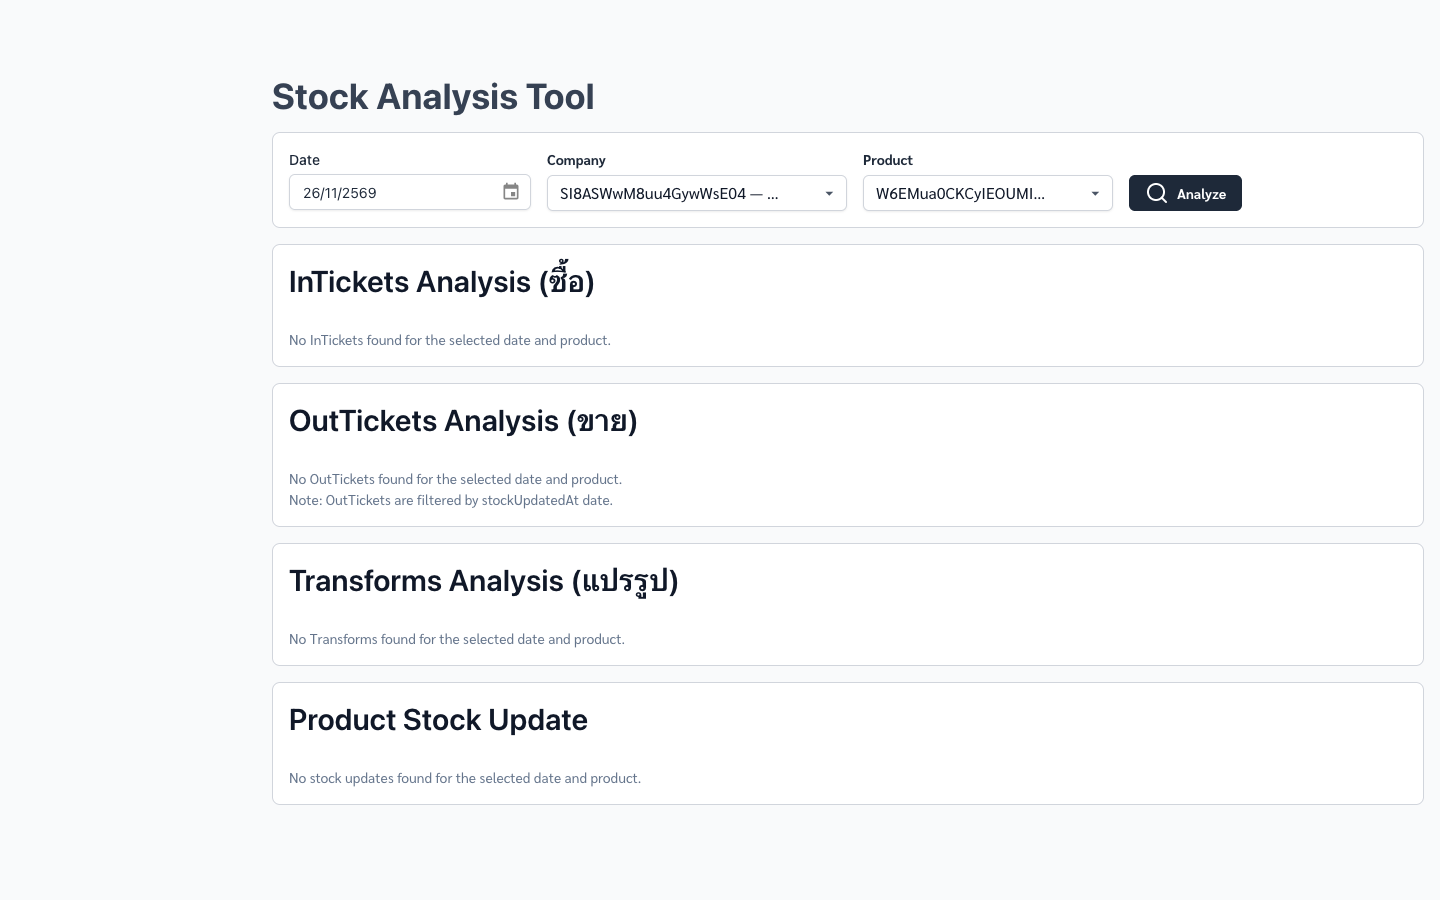 Stock Analysis Tool
Date
Company
Product
26/11/2569
SI8ASWwM8uu4GywWsE04 — ...
W6EMua0CKCyIEOUMI...
Analyze
InTickets Analysis (ซื้อ)
No InTickets found for the selected date and product.
OutTickets Analysis (ขาย)
No OutTickets found for the selected date and product.
Note: OutTickets are filtered by stockUpdatedAt date.
Transforms Analysis (แปรรูป)
No Transforms found for the selected date and product.
Product Stock Update
No stock updates found for the selected date and product.